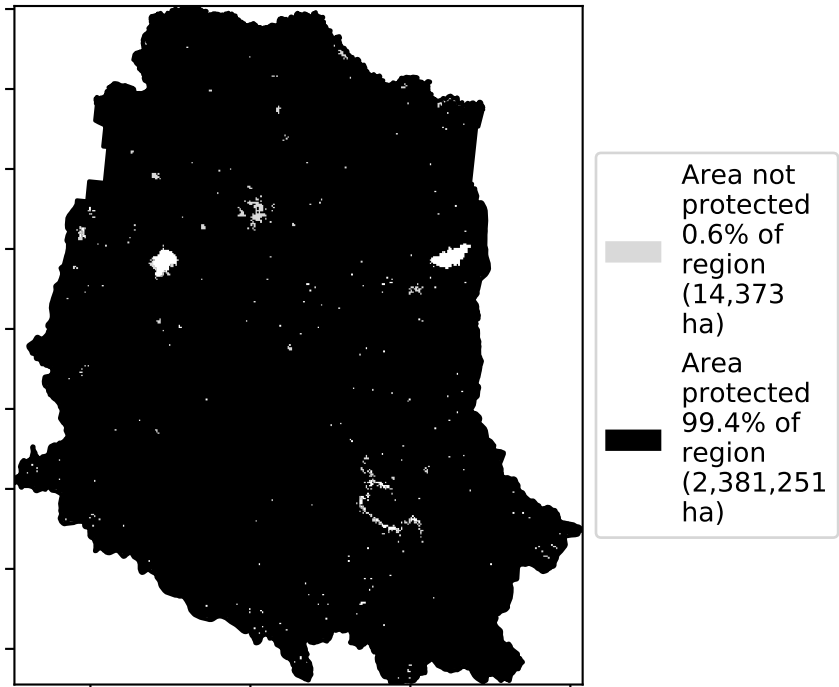 Area not
protected
0.6% of
region
(14,373
ha)
Area
protected
99.4% of
region
(2,381,251
ha)